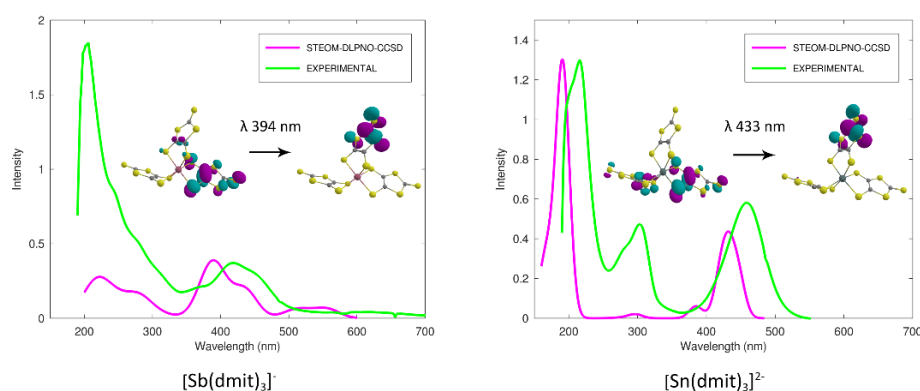 2
1.5
1
0.5
0
200
300
400
500
600
700
Intensity
Wavelength (nm)
STEOM-DLPNO-CCSD
EXPERIMENTAL
λ 394 nm
[Sb(dmit)₃]⁻
1.4
1.2
1
0.8
0.6
0.4
0.2
0
200
300
400
500
600
700
Intensity
Wavelength (nm)
STEOM-DLPNO-CCSD
EXPERIMENTAL
λ 433 nm
[Sn(dmit)₃]²⁻